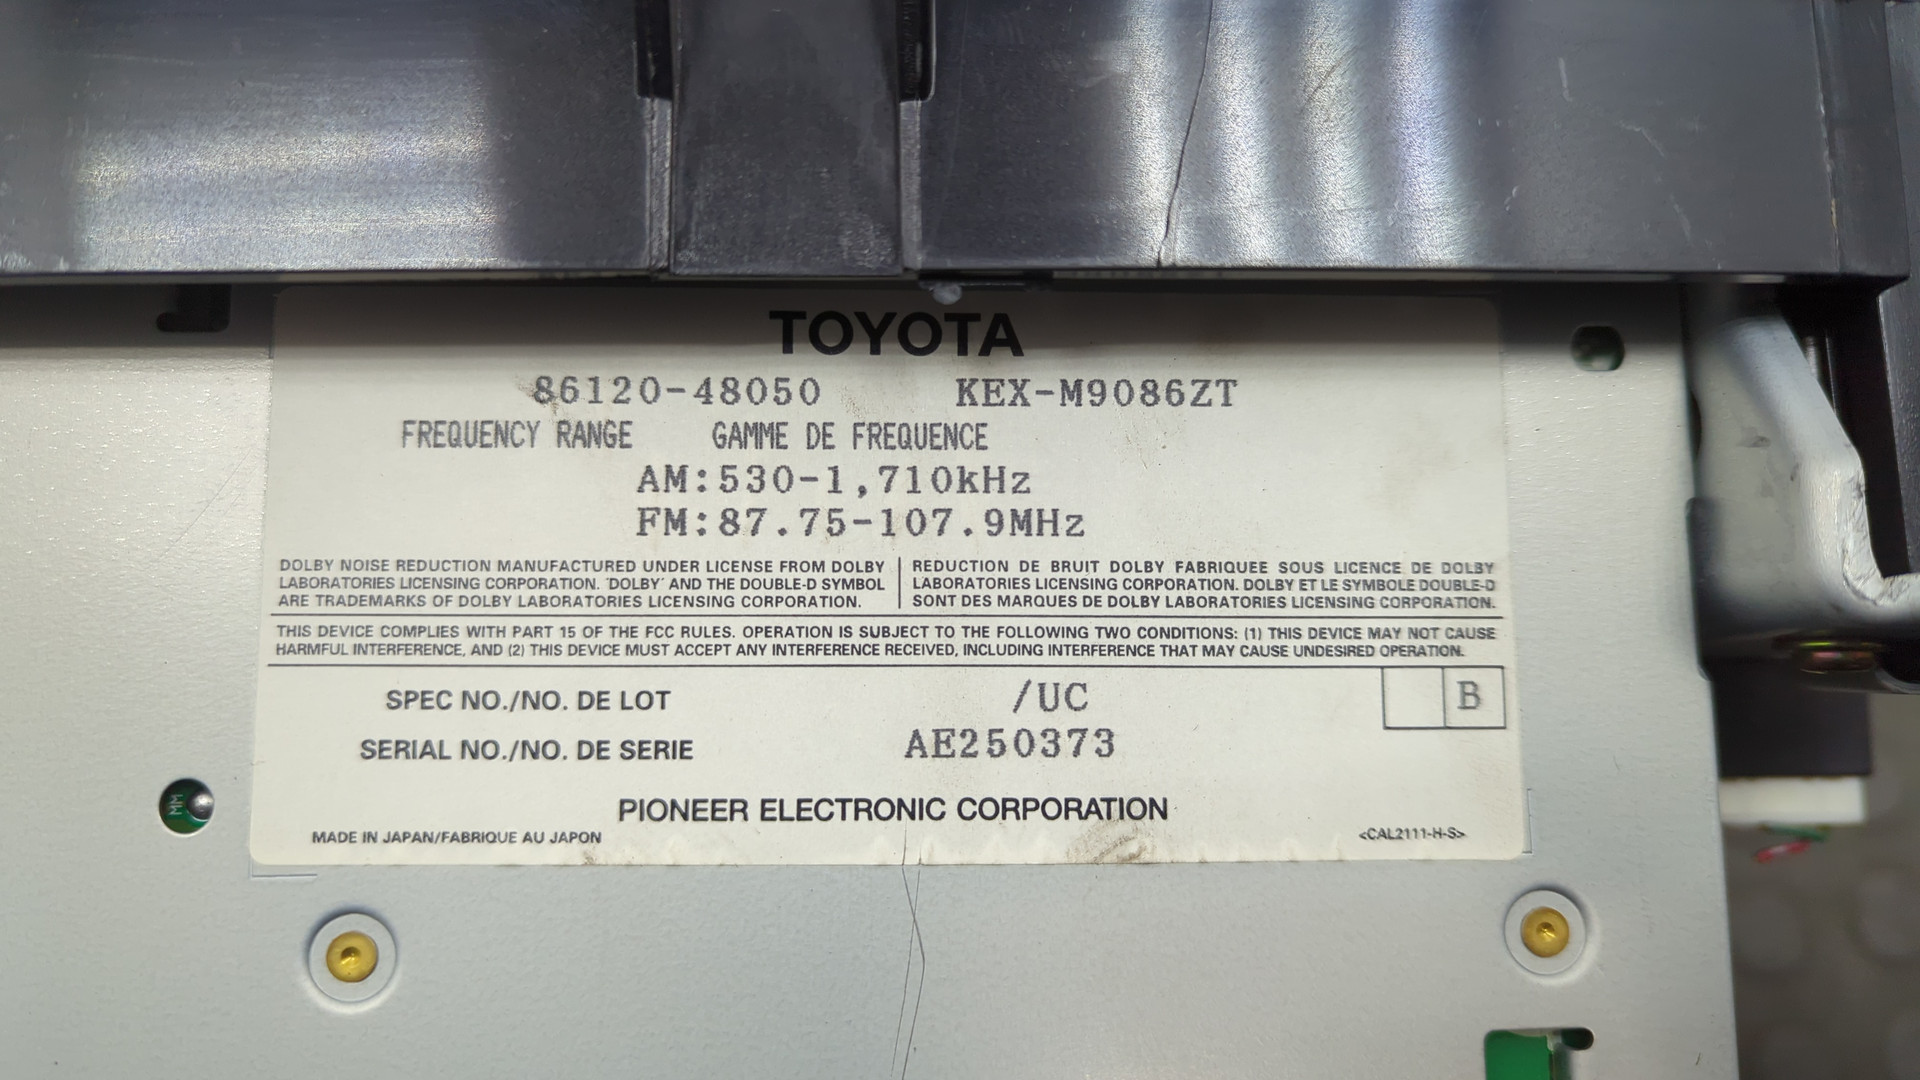 TOYOTA
86120-48050 KEX-M9086ZT
FREQUENCY RANGE GAMME DE FREQUENCE
AM:530-1,710kHz
FM:87.75-107.9MHz
DOLBY NOISE REDUCTION MANUFACTURED UNDER LICENSE FROM DOLBY
LABORATORIES LICENSING CORPORATION. "DOLBY" AND THE DOUBLE-D SYMBOL
ARE TRADEMARKS OF DOLBY LABORATORIES LICENSING CORPORATION.
REDUCTION DE BRUIT DOLBY FABRIQUEE SOUS LICENCE DE DOLBY
LABORATORIES LICENSING CORPORATION. DOLBY ET LE SYMBOLE DOUBLE-D
SONT DES MARQUES DE DOLBY LABORATORIES LICENSING CORPORATION.
THIS DEVICE COMPLIES WITH PART 15 OF THE FCC RULES. OPERATION IS SUBJECT TO THE FOLLOWING TWO CONDITIONS: (1) THIS DEVICE MAY NOT CAUSE
HARMFUL INTERFERENCE, AND (2) THIS DEVICE MUST ACCEPT ANY INTERFERENCE RECEIVED, INCLUDING INTERFERENCE THAT MAY CAUSE UNDESIRED OPERATION.
SPEC NO./NO. DE LOT /UC B
SERIAL NO./NO. DE SERIE AE250373
PIONEER ELECTRONIC CORPORATION
MADE IN JAPAN/FABRIQUE AU JAPON <CAL2111-H-S>
MM